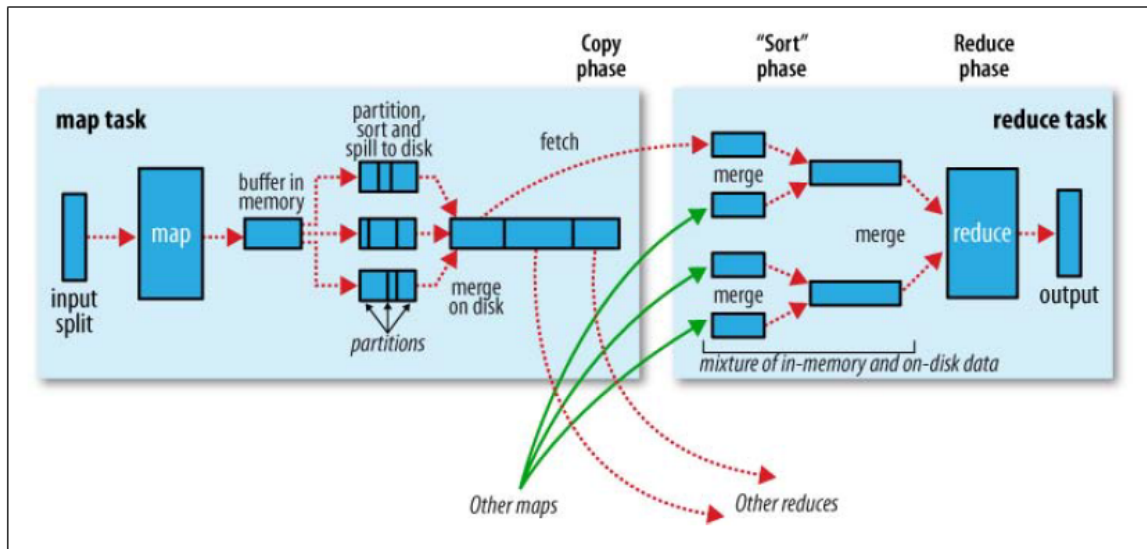 Copy
phase
“Sort”
phase
Reduce
phase
map task
partition,
sort and
spill to disk
fetch
reduce task
buffer in
memory
merge
map
merge
reduce
merge
on disk
merge
input
split
output
partitions
mixture of in-memory and on-disk data
Other maps
Other reduces